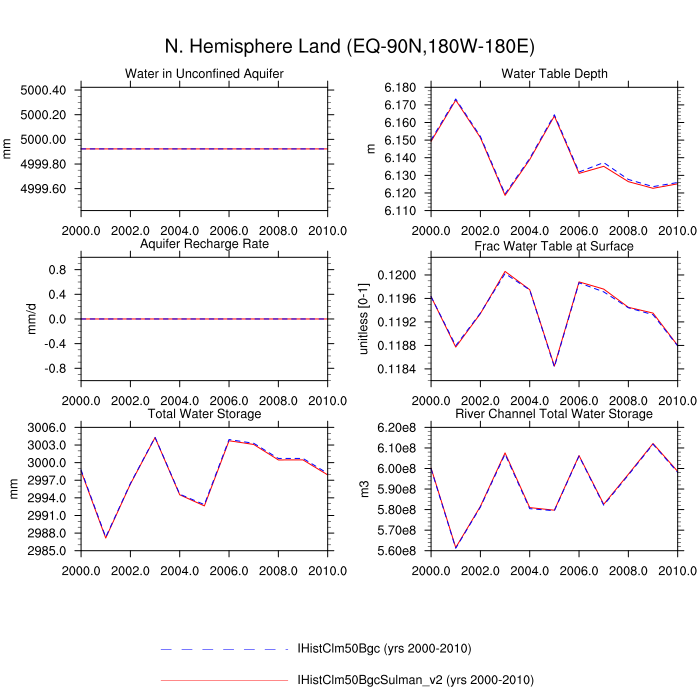 N. Hemisphere Land (EQ-90N,180W-180E)
Water in Unconfined Aquifer
5000.40
5000.20
5000.00
4999.80
4999.60
mm
2000.0 2002.0 2004.0 2006.0 2008.0 2010.0
Water Table Depth
6.180
6.170
6.160
6.150
6.140
6.130
6.120
6.110
m
2000.0 2002.0 2004.0 2006.0 2008.0 2010.0
Aquifer Recharge Rate
0.8
0.4
0.0
-0.4
-0.8
mm/d
2000.0 2002.0 2004.0 2006.0 2008.0 2010.0
Frac Water Table at Surface
0.1200
0.1196
0.1192
0.1188
0.1184
unitless [0-1]
2000.0 2002.0 2004.0 2006.0 2008.0 2010.0
Total Water Storage
3006.0
3003.0
3000.0
2997.0
2994.0
2991.0
2988.0
2985.0
mm
2000.0 2002.0 2004.0 2006.0 2008.0 2010.0
River Channel Total Water Storage
6.20e8
6.10e8
6.00e8
5.90e8
5.80e8
5.70e8
5.60e8
m3
2000.0 2002.0 2004.0 2006.0 2008.0 2010.0
IHistClm50Bgc (yrs 2000-2010)
IHistClm50BgcSulman_v2 (yrs 2000-2010)